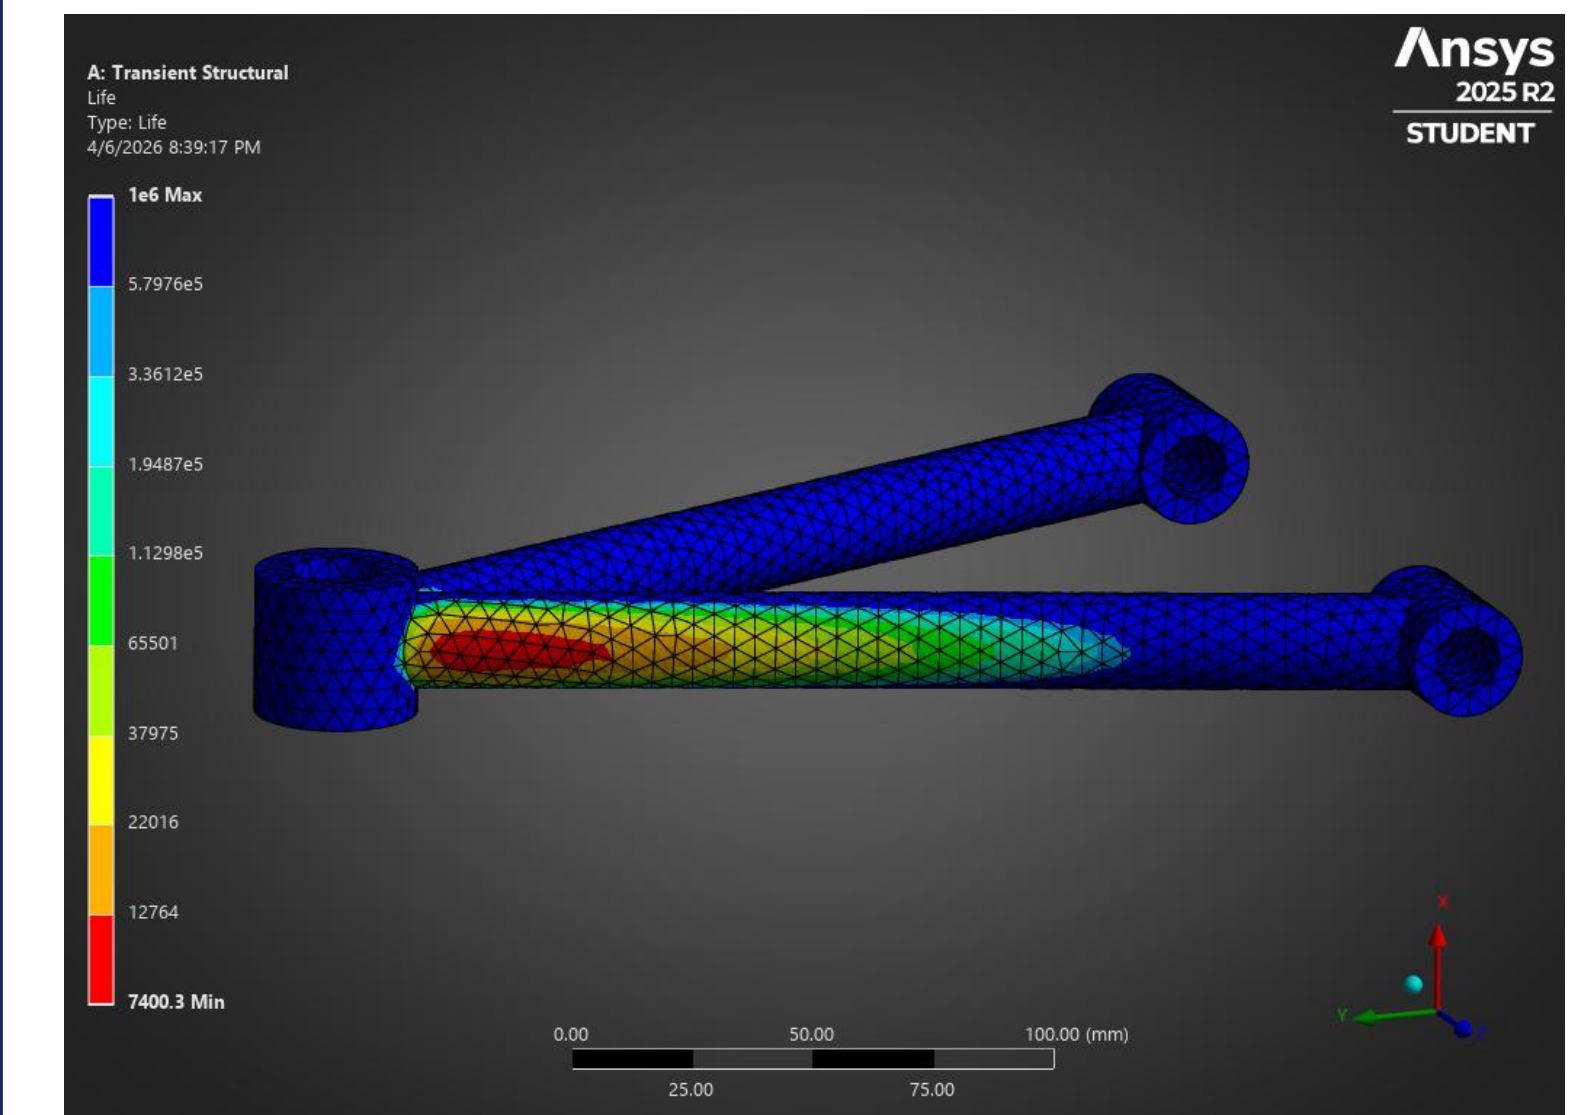 Ansys
2025 R2
STUDENT
A: Transient Structural
Life
Type: Life
4/6/2026 8:39:17 PM
1e6 Max
5.7976e5
3.3612e5
1.9487e5
1.1298e5
65501
37975
22016
12764
7400.3 Min
0.00 50.00 100.00 (mm)
25.00 75.00
X
Y
Z